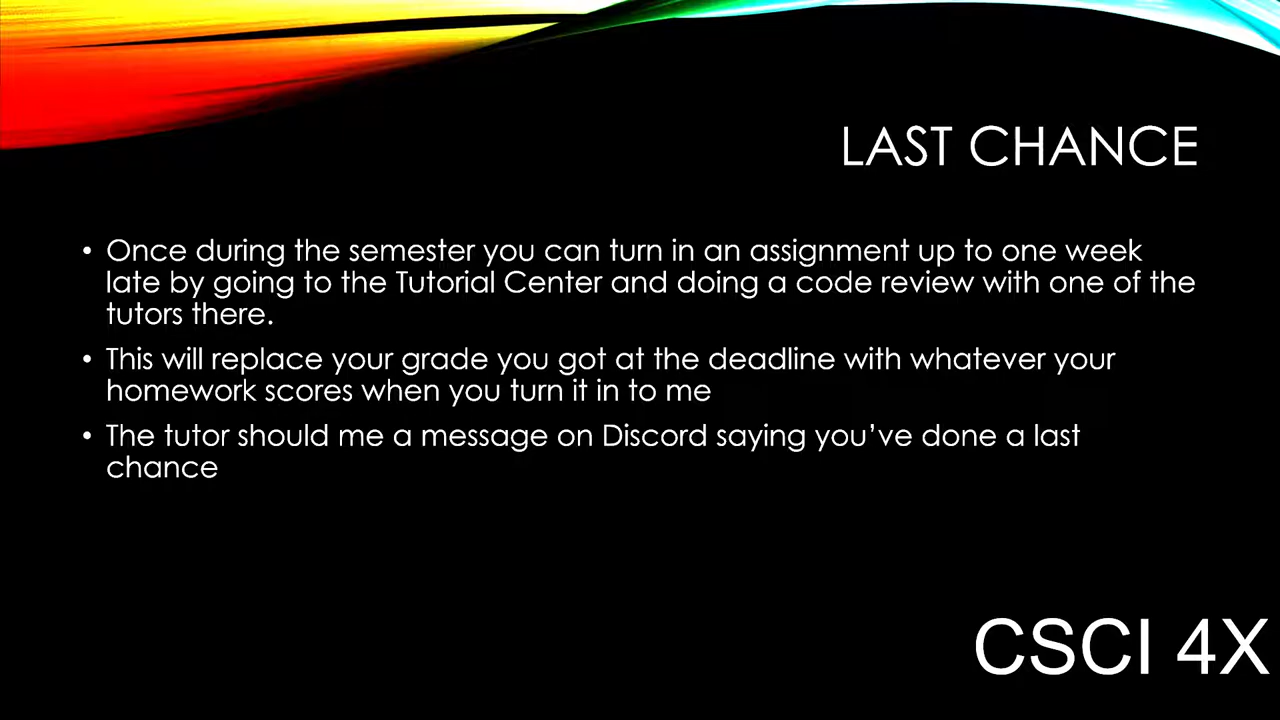 LAST CHANCE
• Once during the semester you can turn in an assignment up to one week
late by going to the Tutorial Center and doing a code review with one of the
tutors there.
• This will replace your grade you got at the deadline with whatever your
homework scores when you turn it in to me
• The tutor should me a message on Discord saying you’ve done a last
chance
CSCI 4X